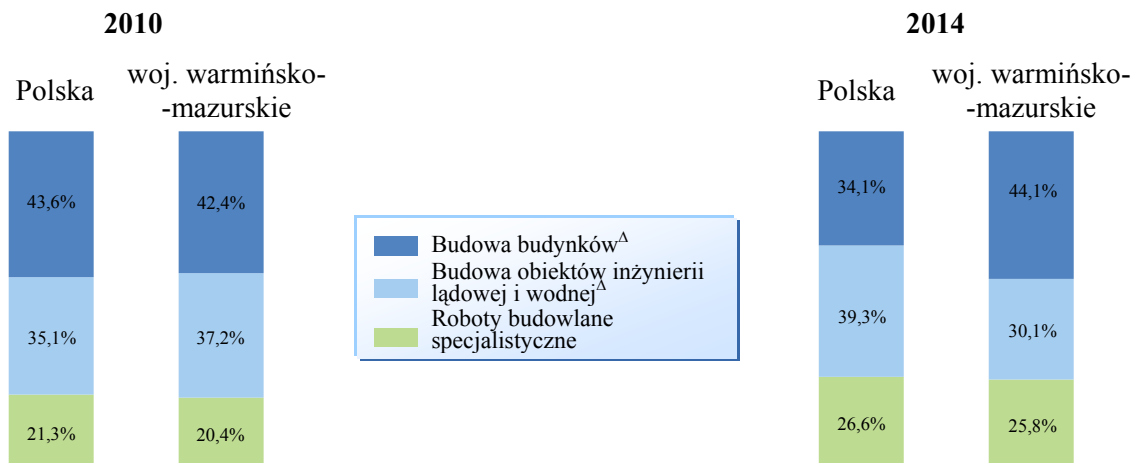 2010
Polska
woj. warmińsko-
-mazurskie
43,6%
42,4%
35,1%
37,2%
21,3%
20,4%
Budowa budynków^Δ
Budowa obiektów inżynierii
lądowej i wodnej^Δ
Roboty budowlane
specjalistyczne
2014
Polska
woj. warmińsko-
-mazurskie
34,1%
44,1%
39,3%
30,1%
26,6%
25,8%